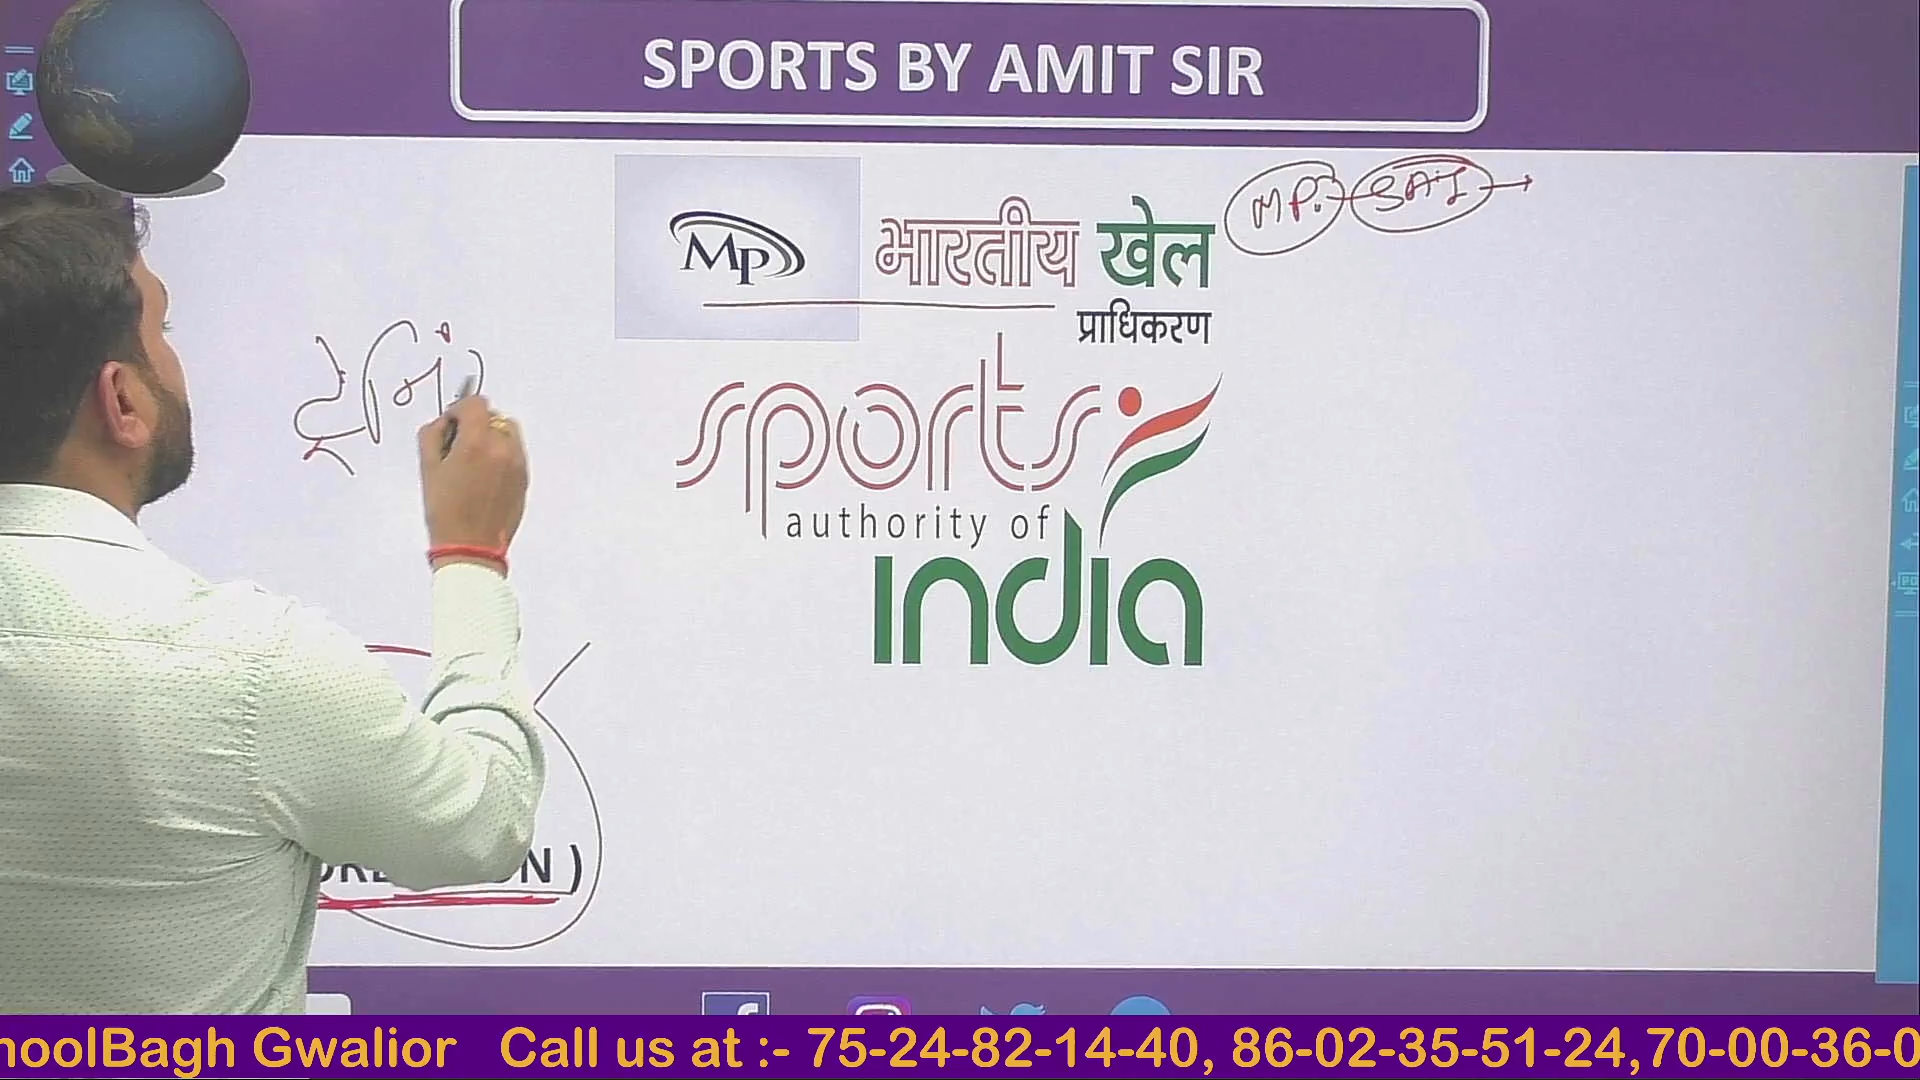 SPORTS BY AMIT SIR
MP
भारतीय खेल
प्राधिकरण
MP. SAI
ट्रेनिं
sports
authority of
india
N )
hoolBagh Gwalior Call us at :- 75-24-82-14-40, 86-02-35-51-24,70-00-36-0